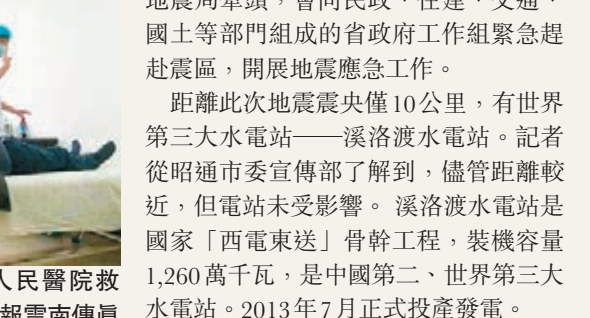 地震局牽頭，會同民政、住建、交通、
國土等部門組成的省政府工作組緊急趕
赴震區，開展地震應急工作。
距離此次地震震央僅10公里，有世界
第三大水電站——溪洛渡水電站。記者
從昭通市委宣傳部了解到，儘管距離較
近，但電站未受影響。 溪洛渡水電站是
國家「西電東送」骨幹工程，裝機容量
1,260萬千瓦，是中國第二、世界第三大
水電站。2013年7月正式投產發電。
人民醫院救
報雲南傳真